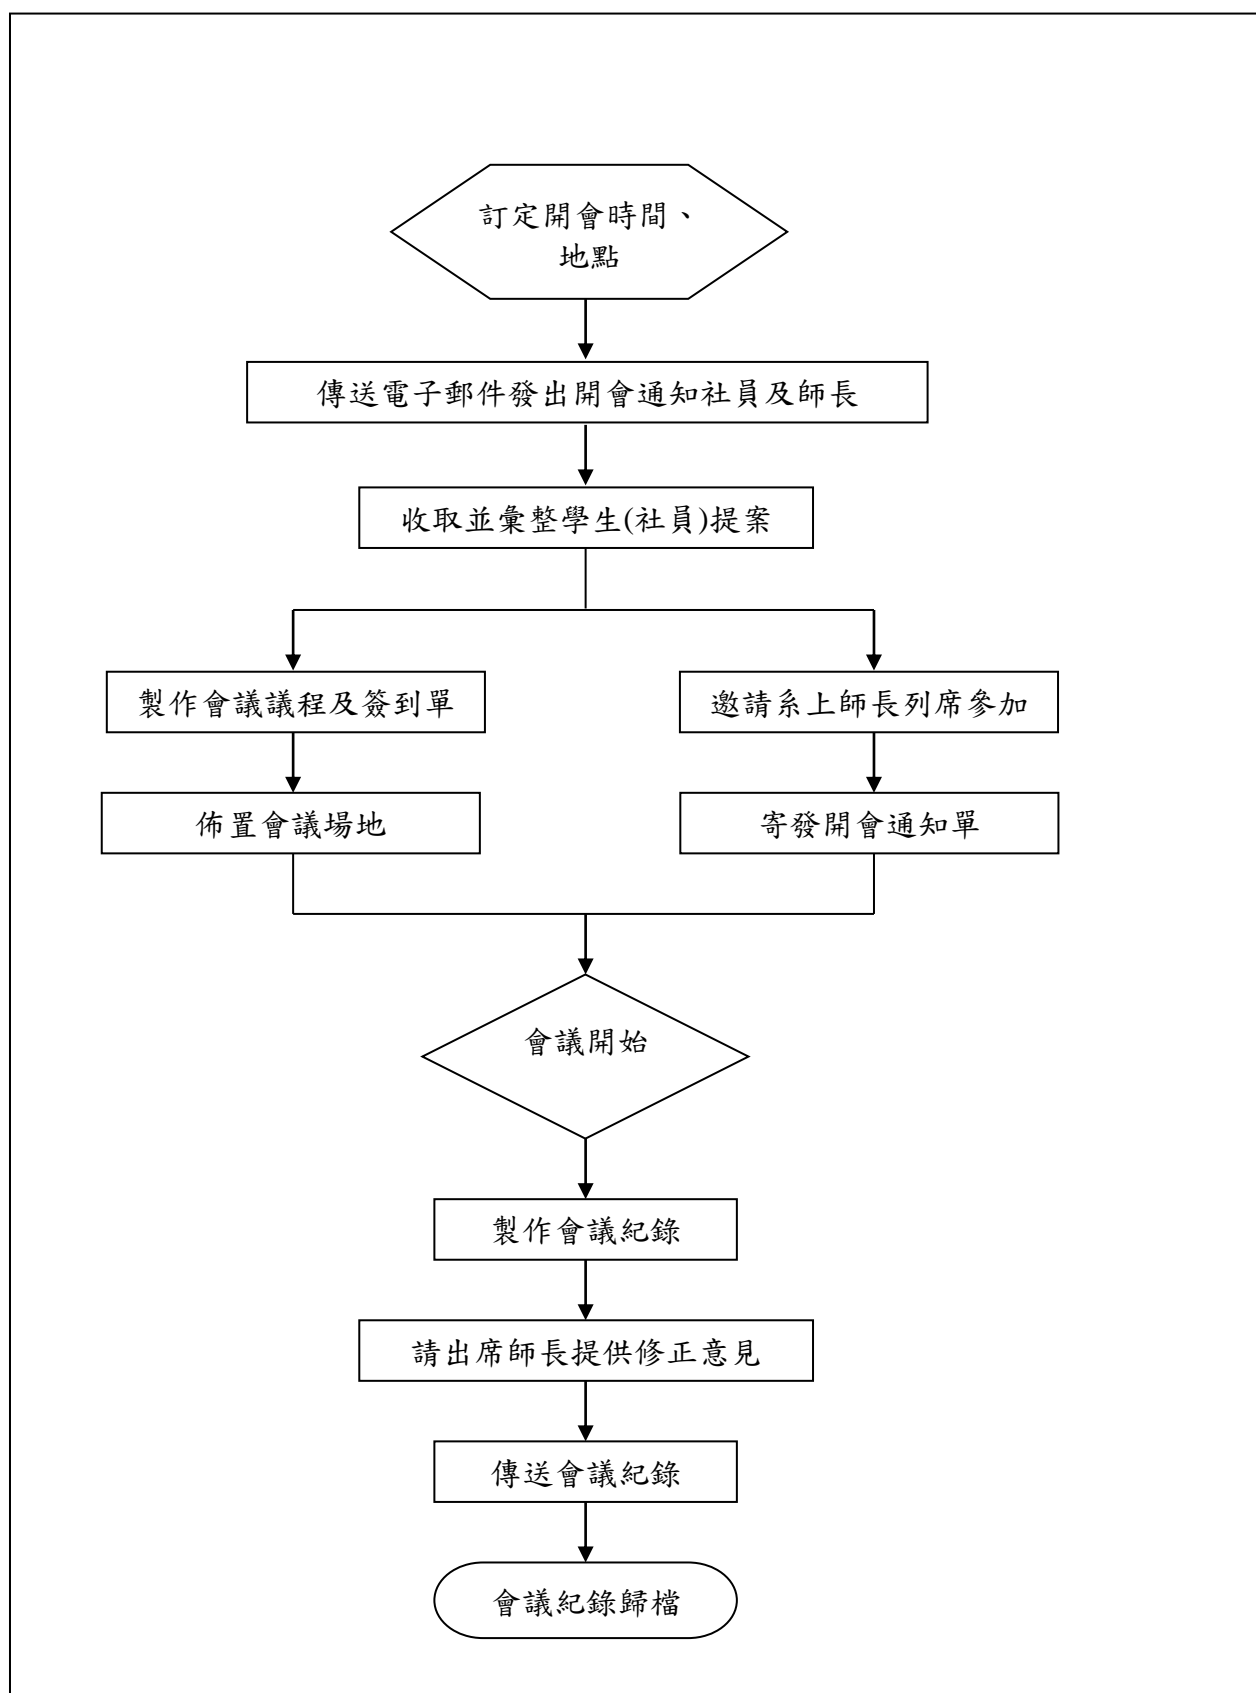 訂定開會時間、
地點
傳送電子郵件發出開會通知社員及師長
收取並彙整學生(社員)提案
製作會議議程及簽到單
邀請系上師長列席參加
佈置會議場地
寄發開會通知單
會議開始
製作會議紀錄
請出席師長提供修正意見
傳送會議紀錄
會議紀錄歸檔